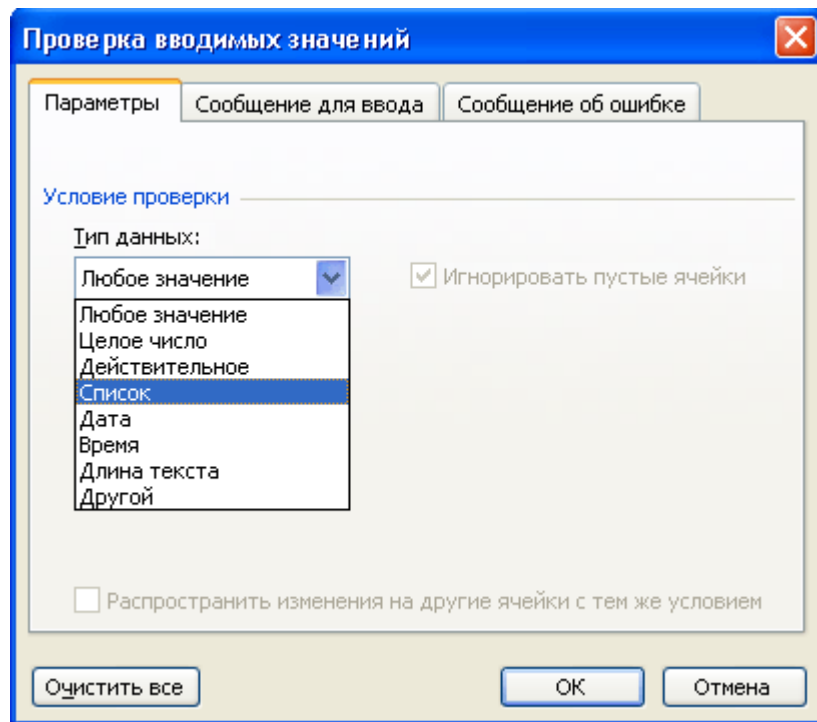 Проверка вводимых значений
Параметры Сообщение для ввода Сообщение об ошибке
Условие проверки
Тип данных:
Любое значение Игнорировать пустые ячейки
Любое значение
Целое число
Действительное
Список
Дата
Время
Длина текста
Другой
Распространить изменения на другие ячейки с тем же условием
Очистить все ОК Отмена